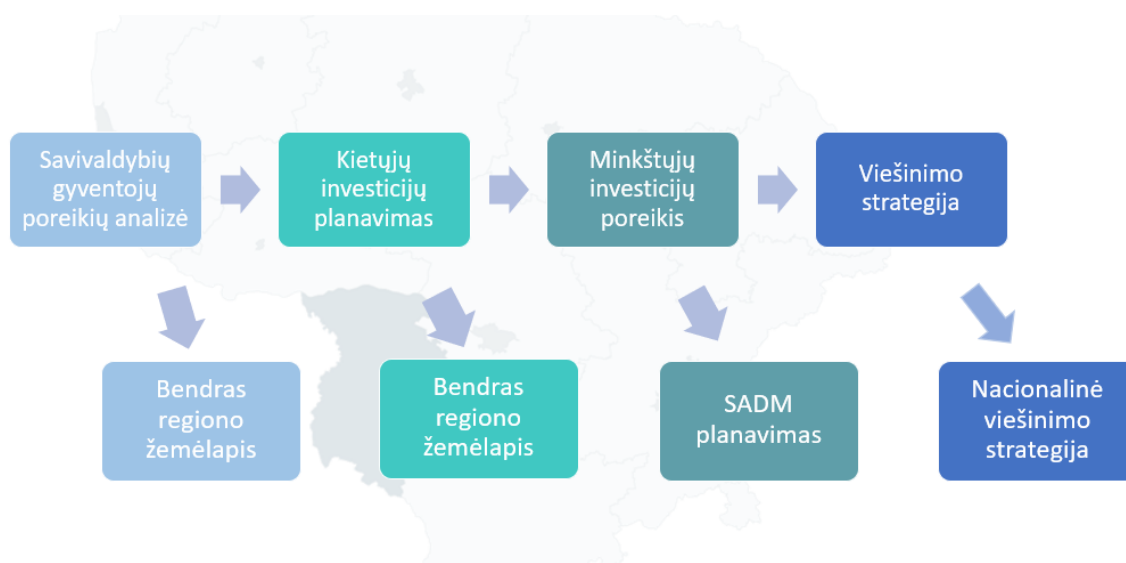 Savivaldybių
gyventojų
poreikių analizė
Kietųjų
investicijų
planavimas
Minkštųjų
investicijų
poreikis
Viešinimo
strategija
Bendras
regiono
žemėlapis
Bendras
regiono
žemėlapis
SADM
planavimas
Nacionalinė
viešinimo
strategija